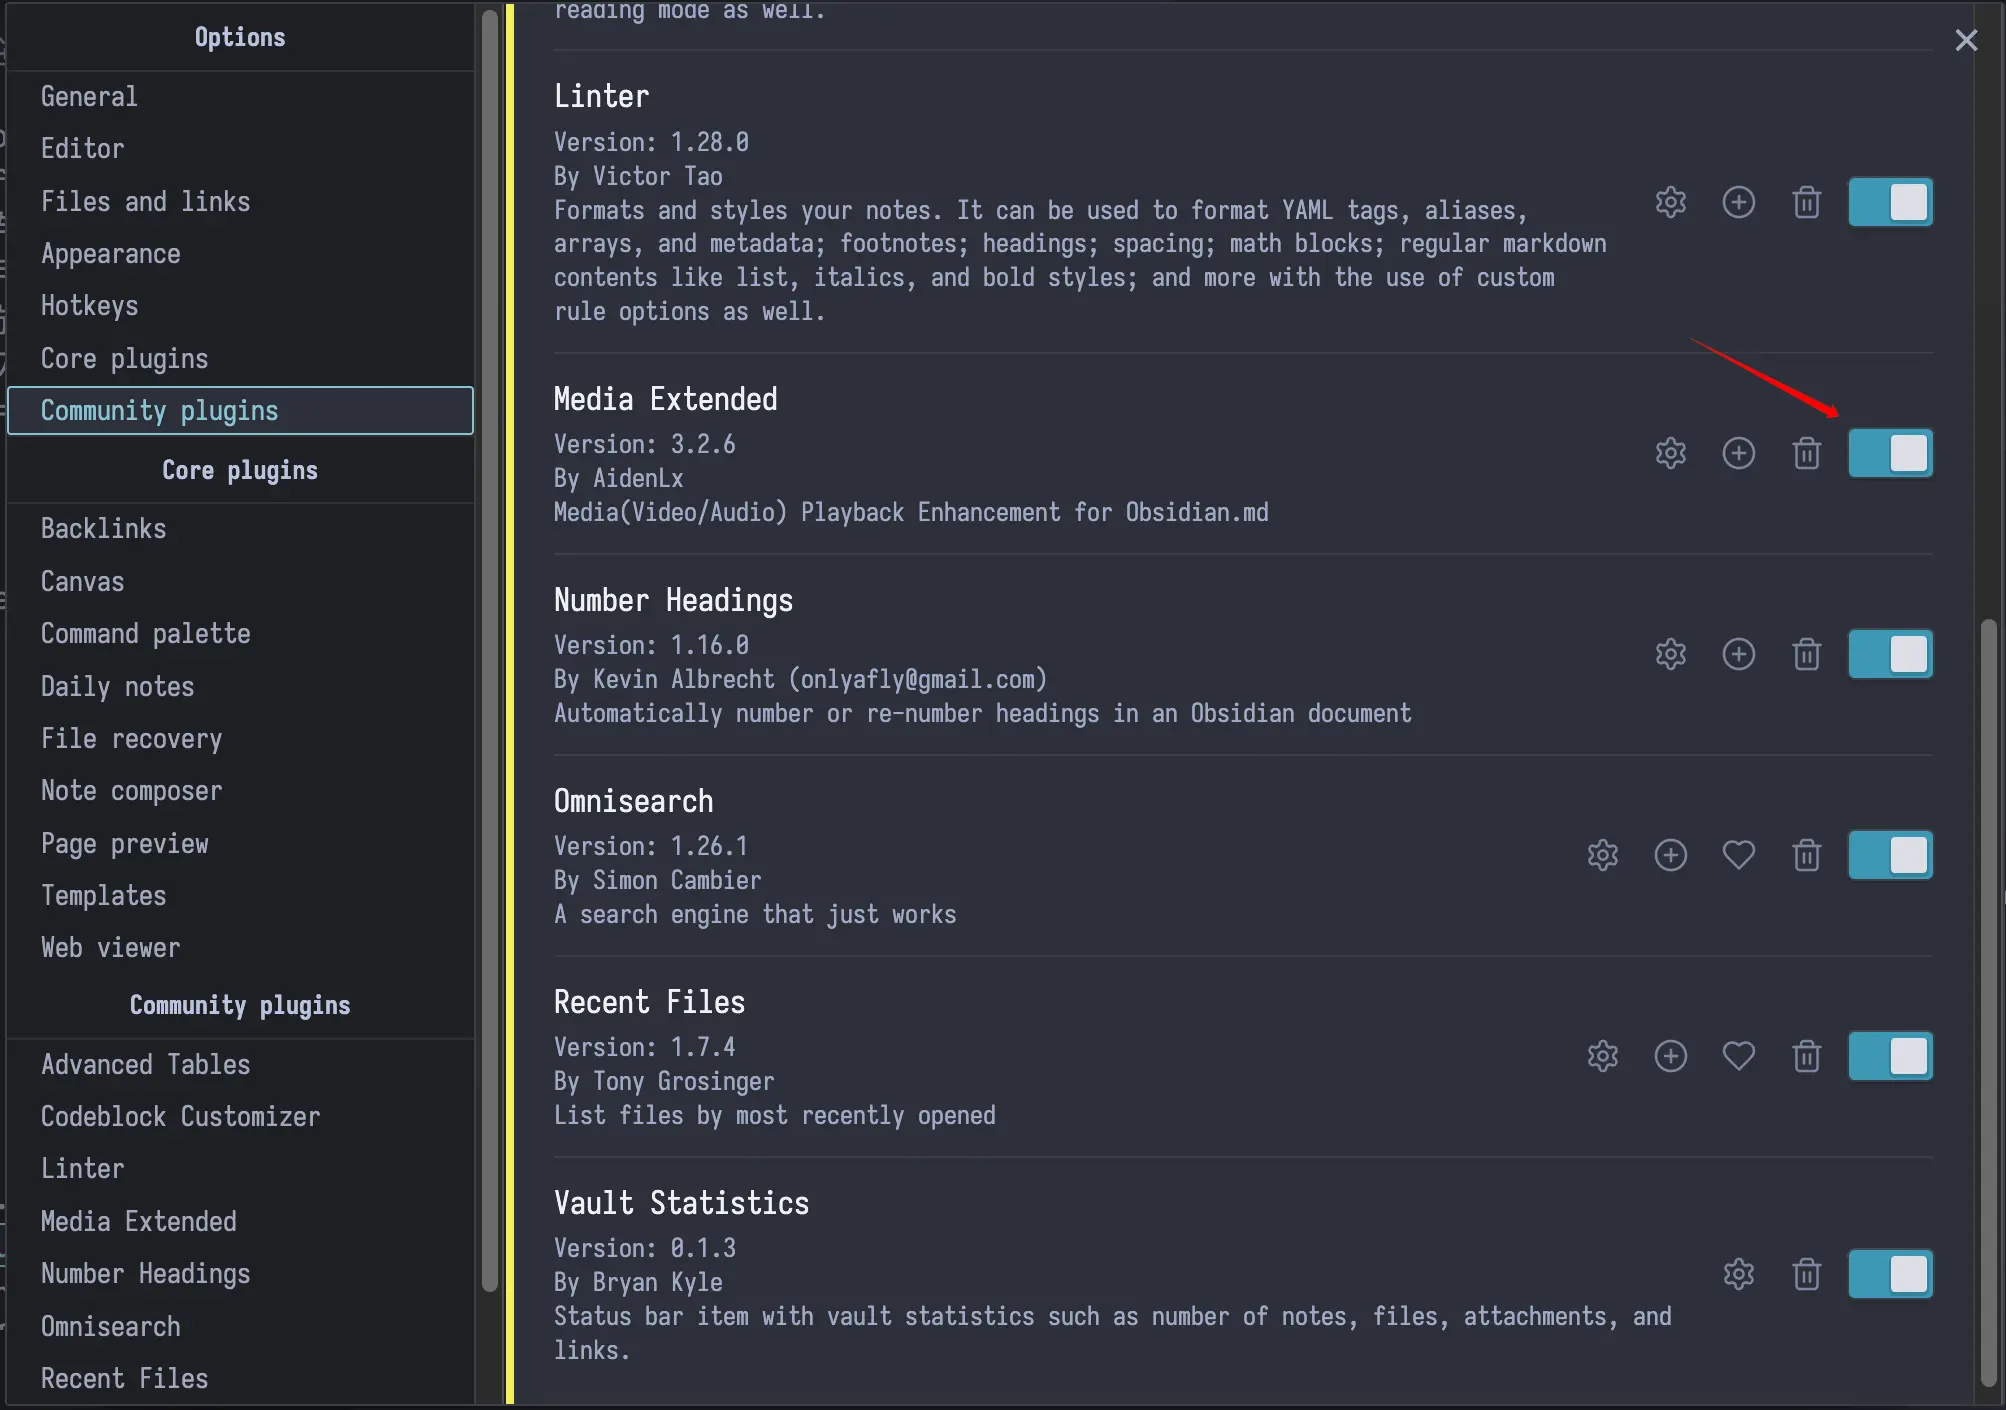 Options
General
Editor
Files and links
Appearance
Hotkeys
Core plugins
Community plugins
Core plugins
Backlinks
Canvas
Command palette
Daily notes
File recovery
Note composer
Page preview
Templates
Web viewer
Community plugins
Advanced Tables
Codeblock Customizer
Linter
Media Extended
Number Headings
Omnisearch
Recent Files
reading mode as well.
Linter
Version: 1.28.0
By Victor Tao
Formats and styles your notes. It can be used to format YAML tags, aliases,
arrays, and metadata; footnotes; headings; spacing; math blocks; regular markdown
contents like list, italics, and bold styles; and more with the use of custom
rule options as well.
Media Extended
Version: 3.2.6
By AidenLx
Media(Video/Audio) Playback Enhancement for Obsidian.md
Number Headings
Version: 1.16.0
By Kevin Albrecht (onlyafly@gmail.com)
Automatically number or re-number headings in an Obsidian document
Omnisearch
Version: 1.26.1
By Simon Cambier
A search engine that just works
Recent Files
Version: 1.7.4
By Tony Grosinger
List files by most recently opened
Vault Statistics
Version: 0.1.3
By Bryan Kyle
Status bar item with vault statistics such as number of notes, files, attachments, and
links.